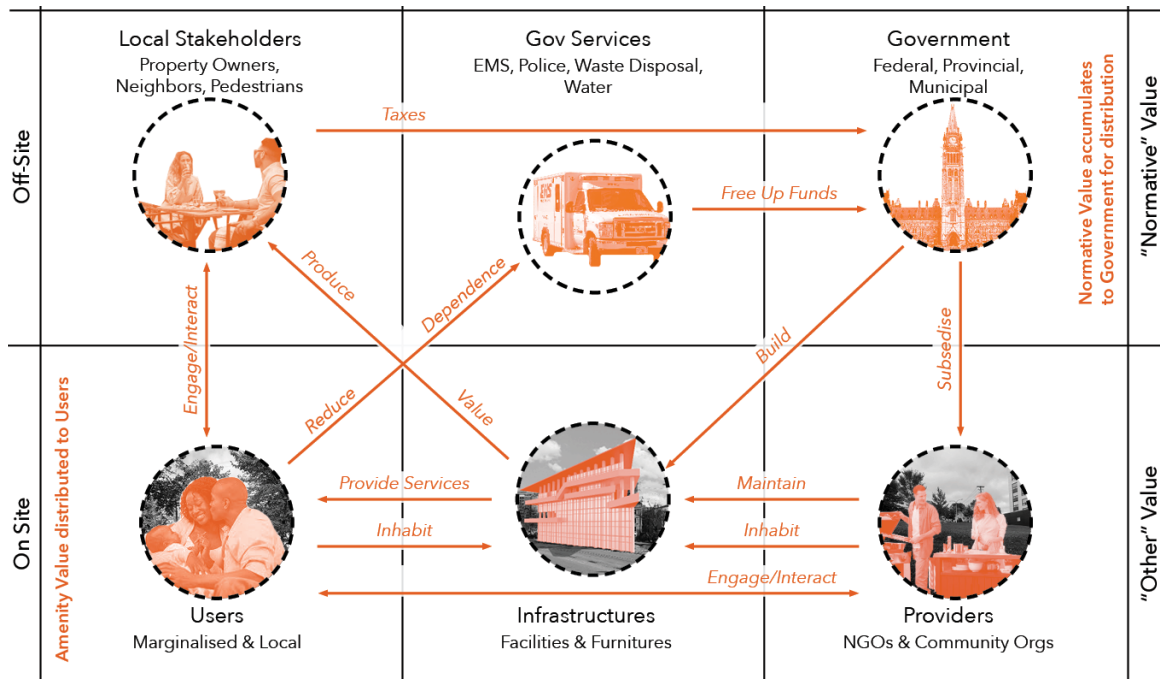 Local Stakeholders
Property Owners,
Neighbors, Pedestrians
Gov Services
EMS, Police, Waste Disposal,
Water
Government
Federal, Provincial,
Municipal
Off-Site
Taxes
EMS
Free Up Funds
Normative Value accumulates
to Government for distribution
"Normative" Value
Engage/Interact
Produce
Value
Reduce
Dependence
Build
Subsedise
On Site
Amenity Value distributed to Users
Provide Services
Inhabit
Maintain
Inhabit
Engage/Interact
"Other" Value
Users
Marginalised & Local
Infrastructures
Facilities & Furnitures
Providers
NGOs & Community Orgs